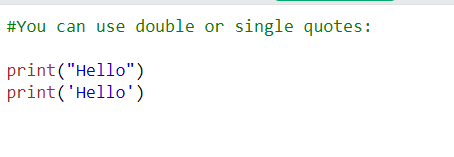 #You can use double or single quotes:
print("Hello")
print('Hello')